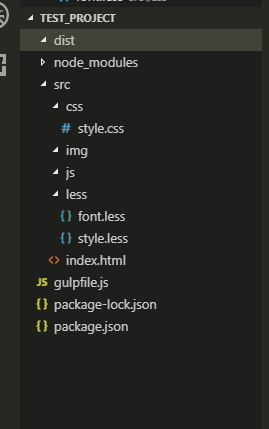 TEST_PROJECT
dist
node_modules
src
css
# style.css
img
js
less
{ } font.less
{ } style.less
<> index.html
JS gulpfile.js
{ } package-lock.json
{ } package.json